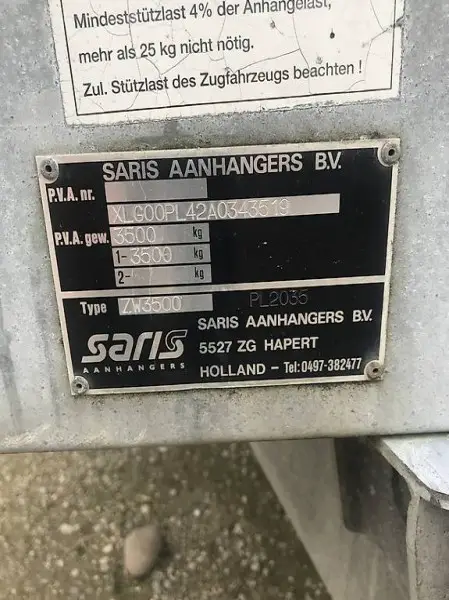 Mindeststützlast 4% der Anhängelast,
mehr als 25 kg nicht nötig.
Zul. Stützlast des Zugfahrzeugs beachten !
SARIS AANHANGERS B.V.
P.V.A. nr.
XLG00PL42A0343519
P.V.A. gew. 3500 kg
1- 3500 kg
2- kg
Type ZW3500 PL2035
saris
AANHANGERS
SARIS AANHANGERS B.V.
5527 ZG HAPERT
HOLLAND – Tel: 0497-382477